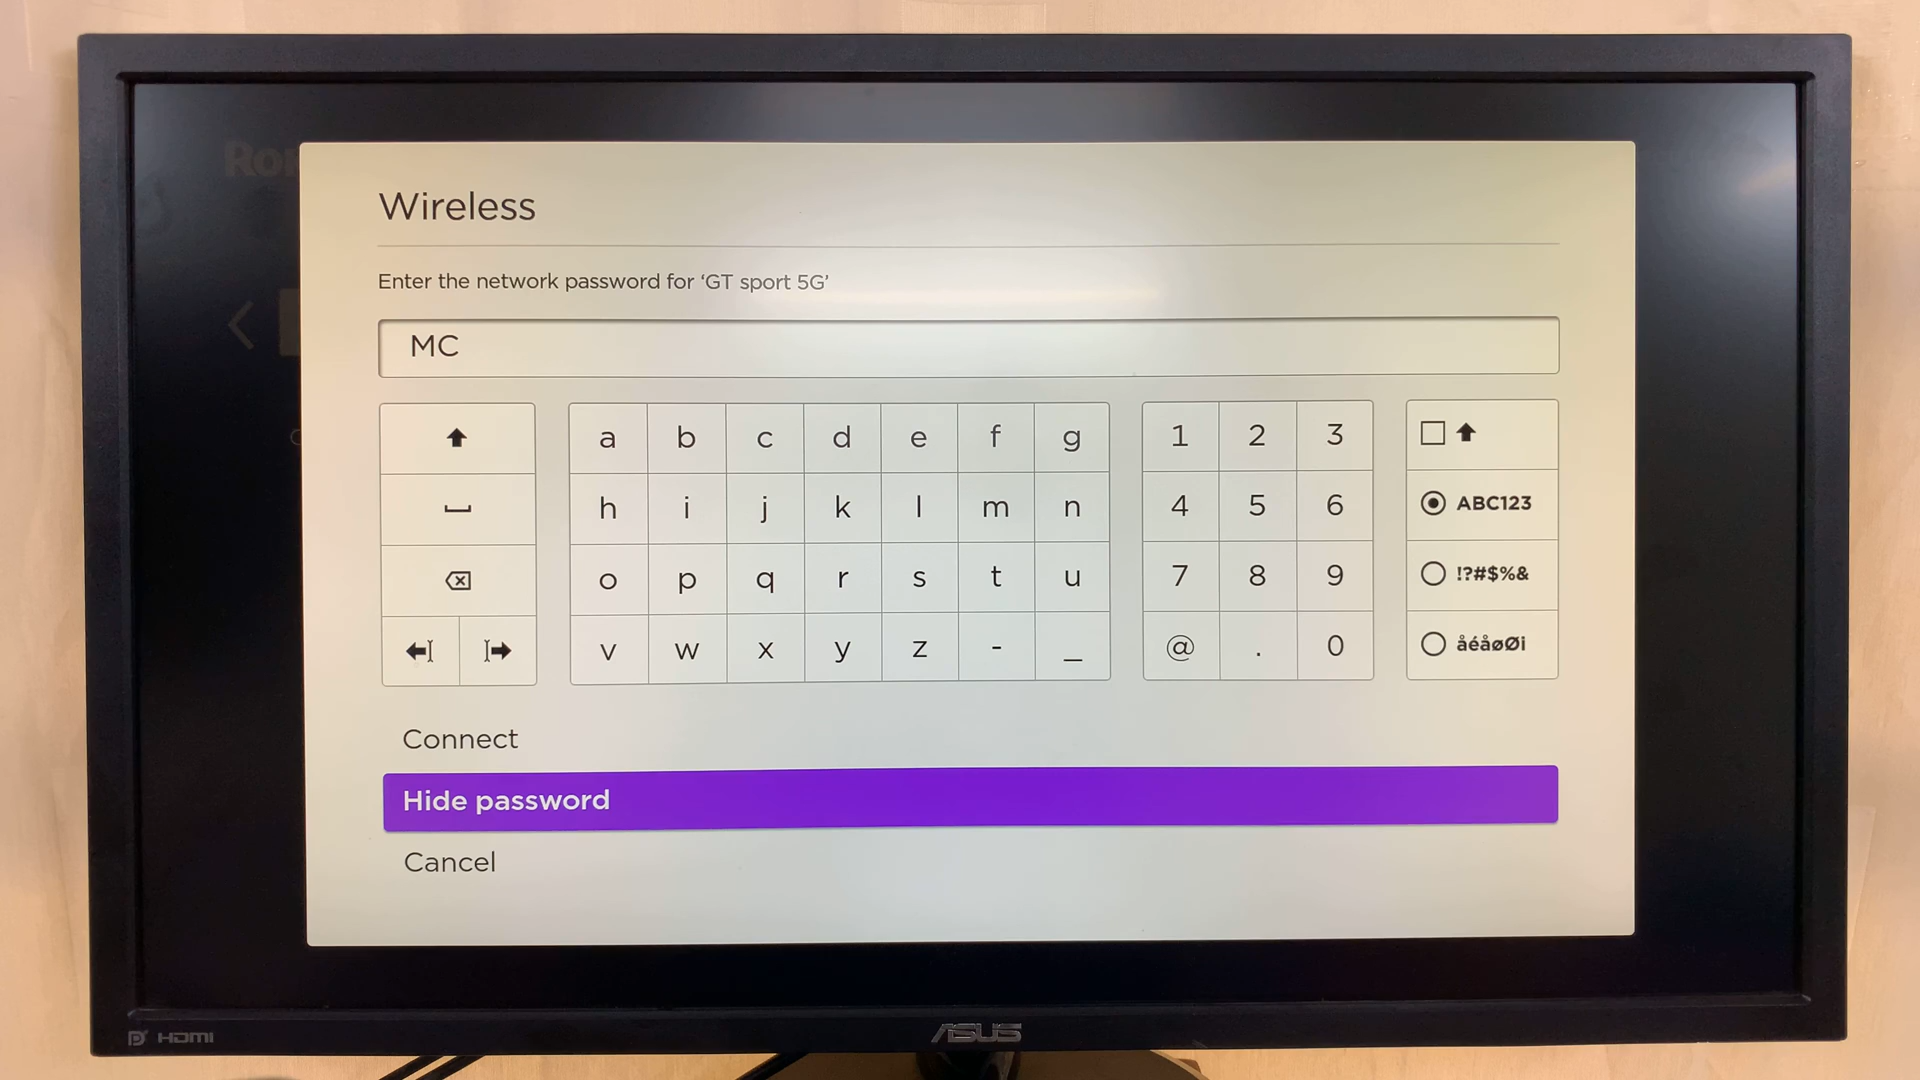 Wireless
Enter the network password for ‘GT sport 5G’
MC
a b c d e f g 1 2 3
h i j k l m n 4 5 6 ABC123
o p q r s t u 7 8 9 !?#$%&
v w x y z - _ @ . 0 åéåøØi
Connect
Hide password
Cancel
HDMI
ASUS